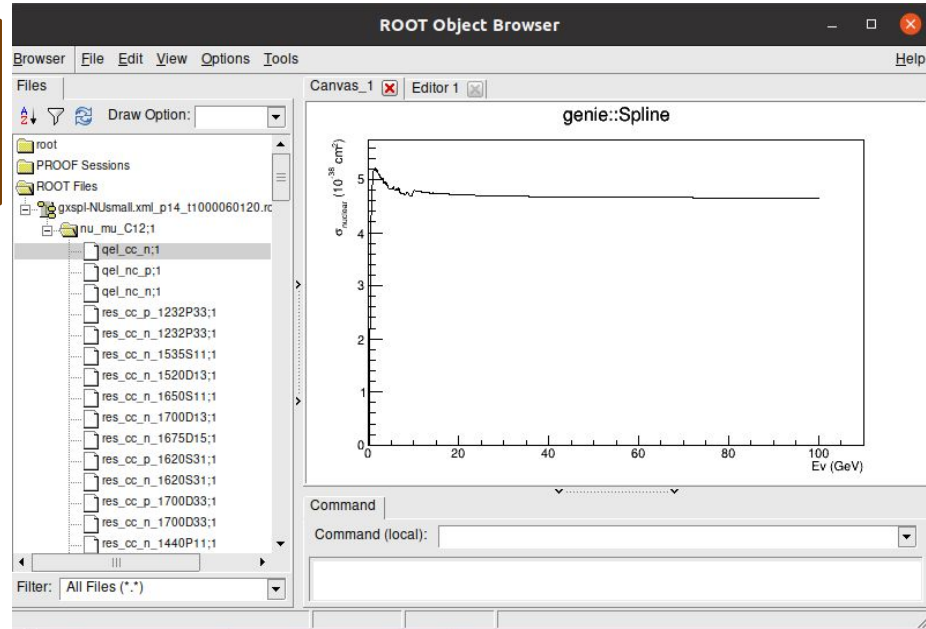 ROOT Object Browser
Browser File Edit View Options Tools Help
Files
Draw Option:
root
PROOF Sessions
ROOT Files
gxspl-NUsmall.xml_p14_t1000060120.rc
nu_mu_C12;1
qel_cc_n;1
qel_nc_p;1
qel_nc_n;1
res_cc_p_1232P33;1
res_cc_n_1232P33;1
res_cc_n_1535S11;1
res_cc_n_1520D13;1
res_cc_n_1650S11;1
res_cc_n_1700D13;1
res_cc_n_1675D15;1
res_cc_p_1620S31;1
res_cc_n_1620S31;1
res_cc_p_1700D33;1
res_cc_n_1700D33;1
res_cc_n_1440P11;1
Filter: All Files (*.*)
Canvas_1 Editor 1
genie::Spline
σnuclear (10^-38 cm^2)
5
4
3
2
1
0
0 20 40 60 80 100
Ev (GeV)
Command
Command (local):